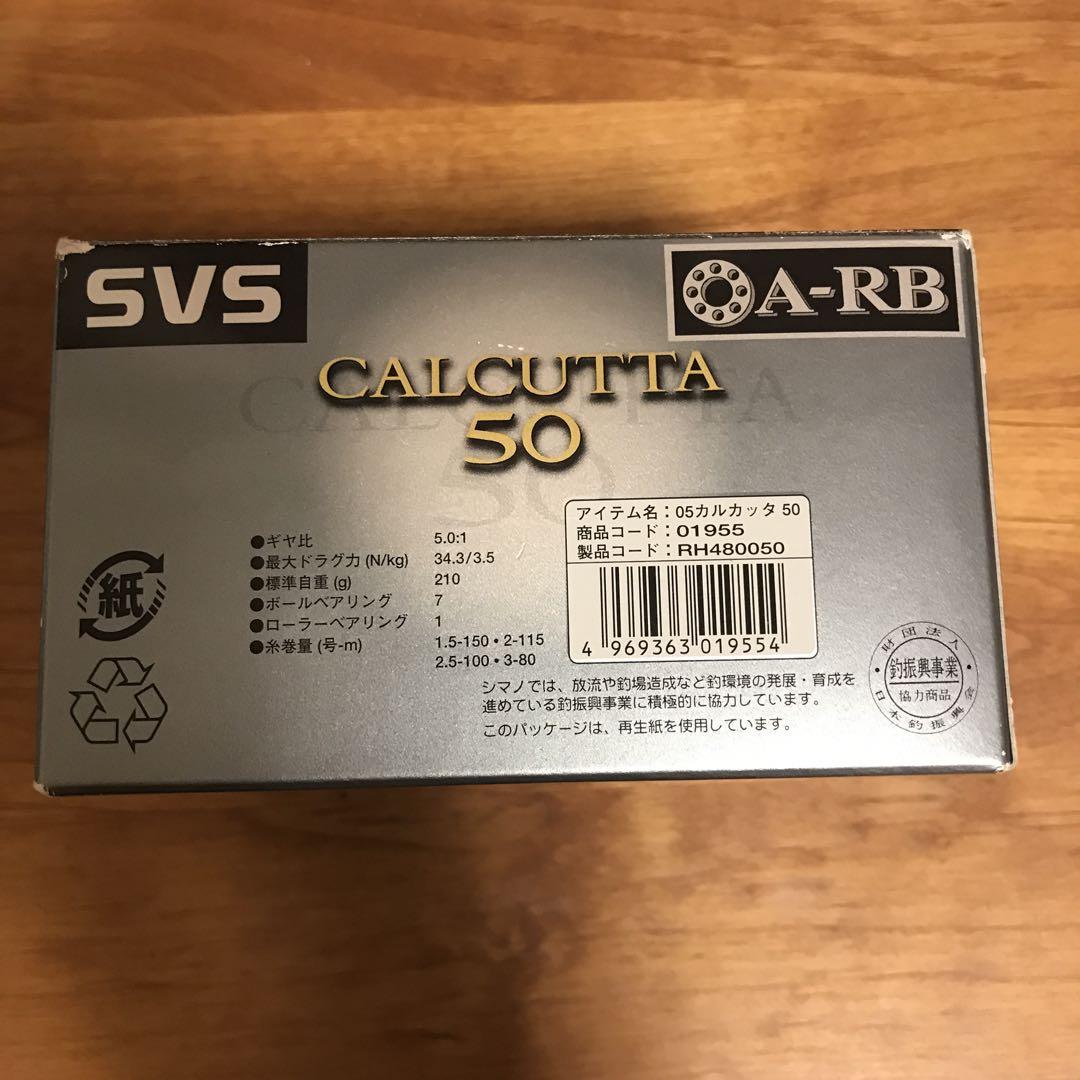 SVS
A-RB
CALCUTTA
50
●ギヤ比 5.0:1
●最大ドラグ力 (N/kg) 34.3/3.5
●標準自重 (g) 210
●ボールベアリング 7
●ローラーベアリング 1
●糸巻量 (号-m) 1.5-150・2-115
2.5-100・3-80
アイテム名：05カルカッタ 50
商品コード：01955
製品コード：RH480050
4 969363 019554
紙
シマノでは、放流や釣場造成など釣環境の発展・育成を
進めている釣振興事業に積極的に協力しています。
このパッケージは、再生紙を使用しています。
財団法人
釣振興事業
協力商品
日本釣振興会